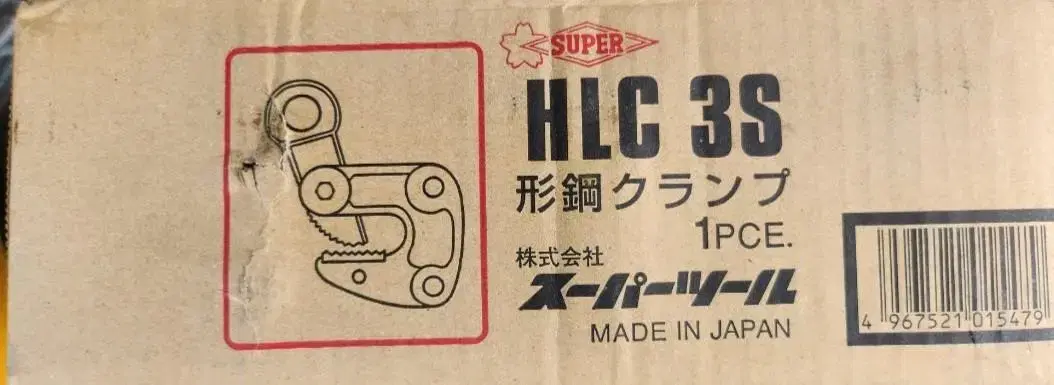 SUPER
HLC 3S
形鋼クランプ
1PCE.
株式会社
スーパーツール
MADE IN JAPAN
4 967521 015479